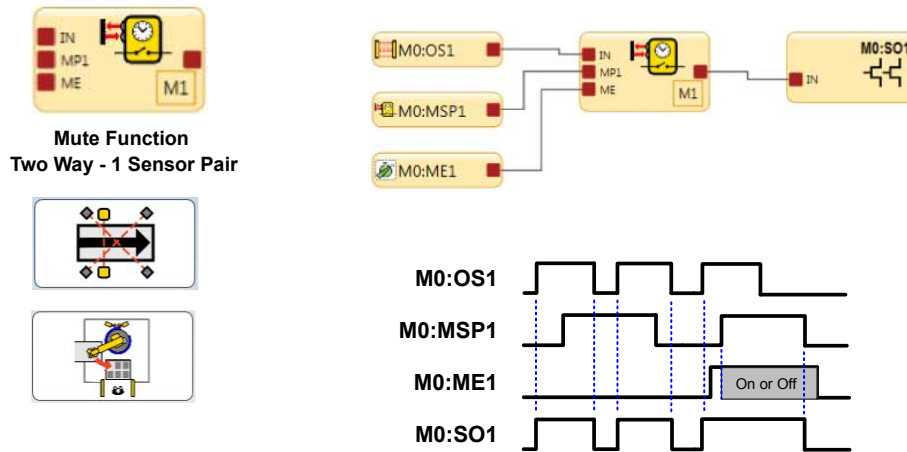 IN
MP1
ME
M1
Mute Function
Two Way - 1 Sensor Pair
M0:OS1
M0:MSP1
M0:ME1
IN
MP1
ME
M1
M0:SO1
IN
M0:OS1
M0:MSP1
M0:ME1
On or Off
M0:SO1